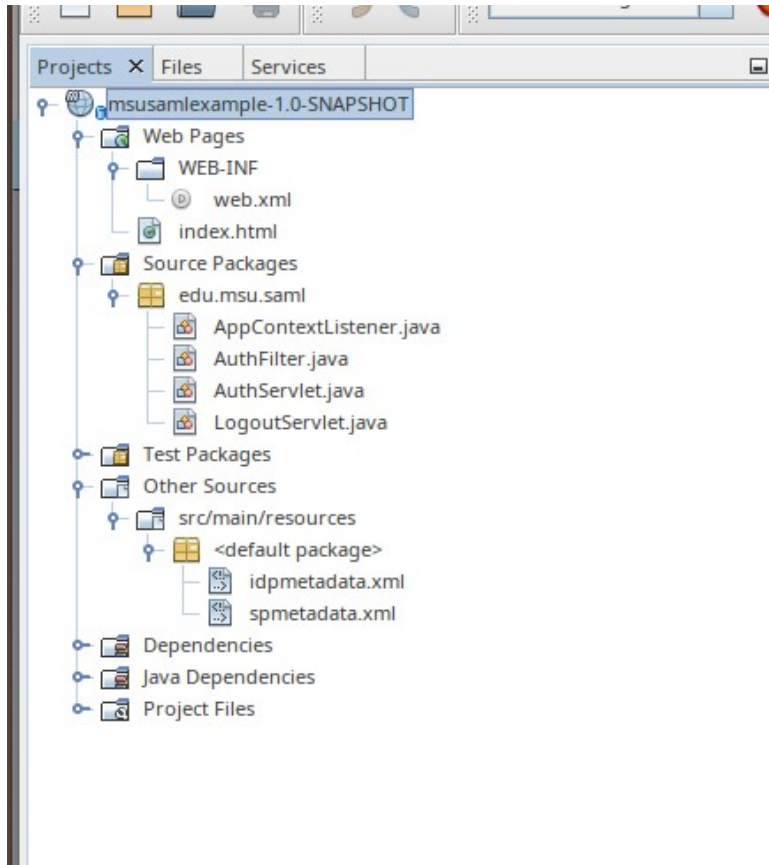 Projects Files Services
msusamlexample-1.0-SNAPSHOT
Web Pages
WEB-INF
web.xml
index.html
Source Packages
edu.msu.saml
AppContextListener.java
AuthFilter.java
AuthServlet.java
LogoutServlet.java
Test Packages
Other Sources
src/main/resources
<default package>
idpmetadata.xml
spmetadata.xml
Dependencies
Java Dependencies
Project Files